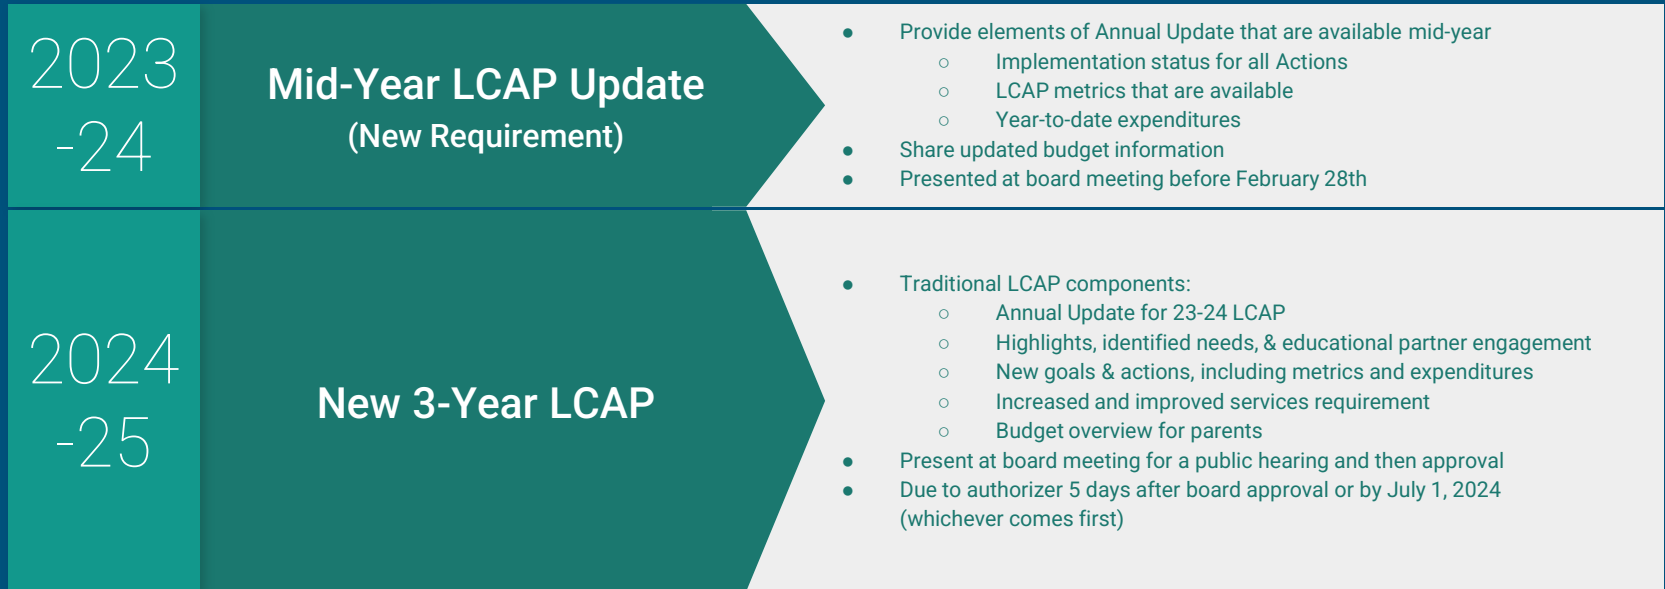 2023
-24
Mid-Year LCAP Update
(New Requirement)
● Provide elements of Annual Update that are available mid-year
○ Implementation status for all Actions
○ LCAP metrics that are available
○ Year-to-date expenditures
● Share updated budget information
● Presented at board meeting before February 28th
2024
-25
New 3-Year LCAP
● Traditional LCAP components:
○ Annual Update for 23-24 LCAP
○ Highlights, identified needs, & educational partner engagement
○ New goals & actions, including metrics and expenditures
○ Increased and improved services requirement
○ Budget overview for parents
● Present at board meeting for a public hearing and then approval
● Due to authorizer 5 days after board approval or by July 1, 2024
(whichever comes first)